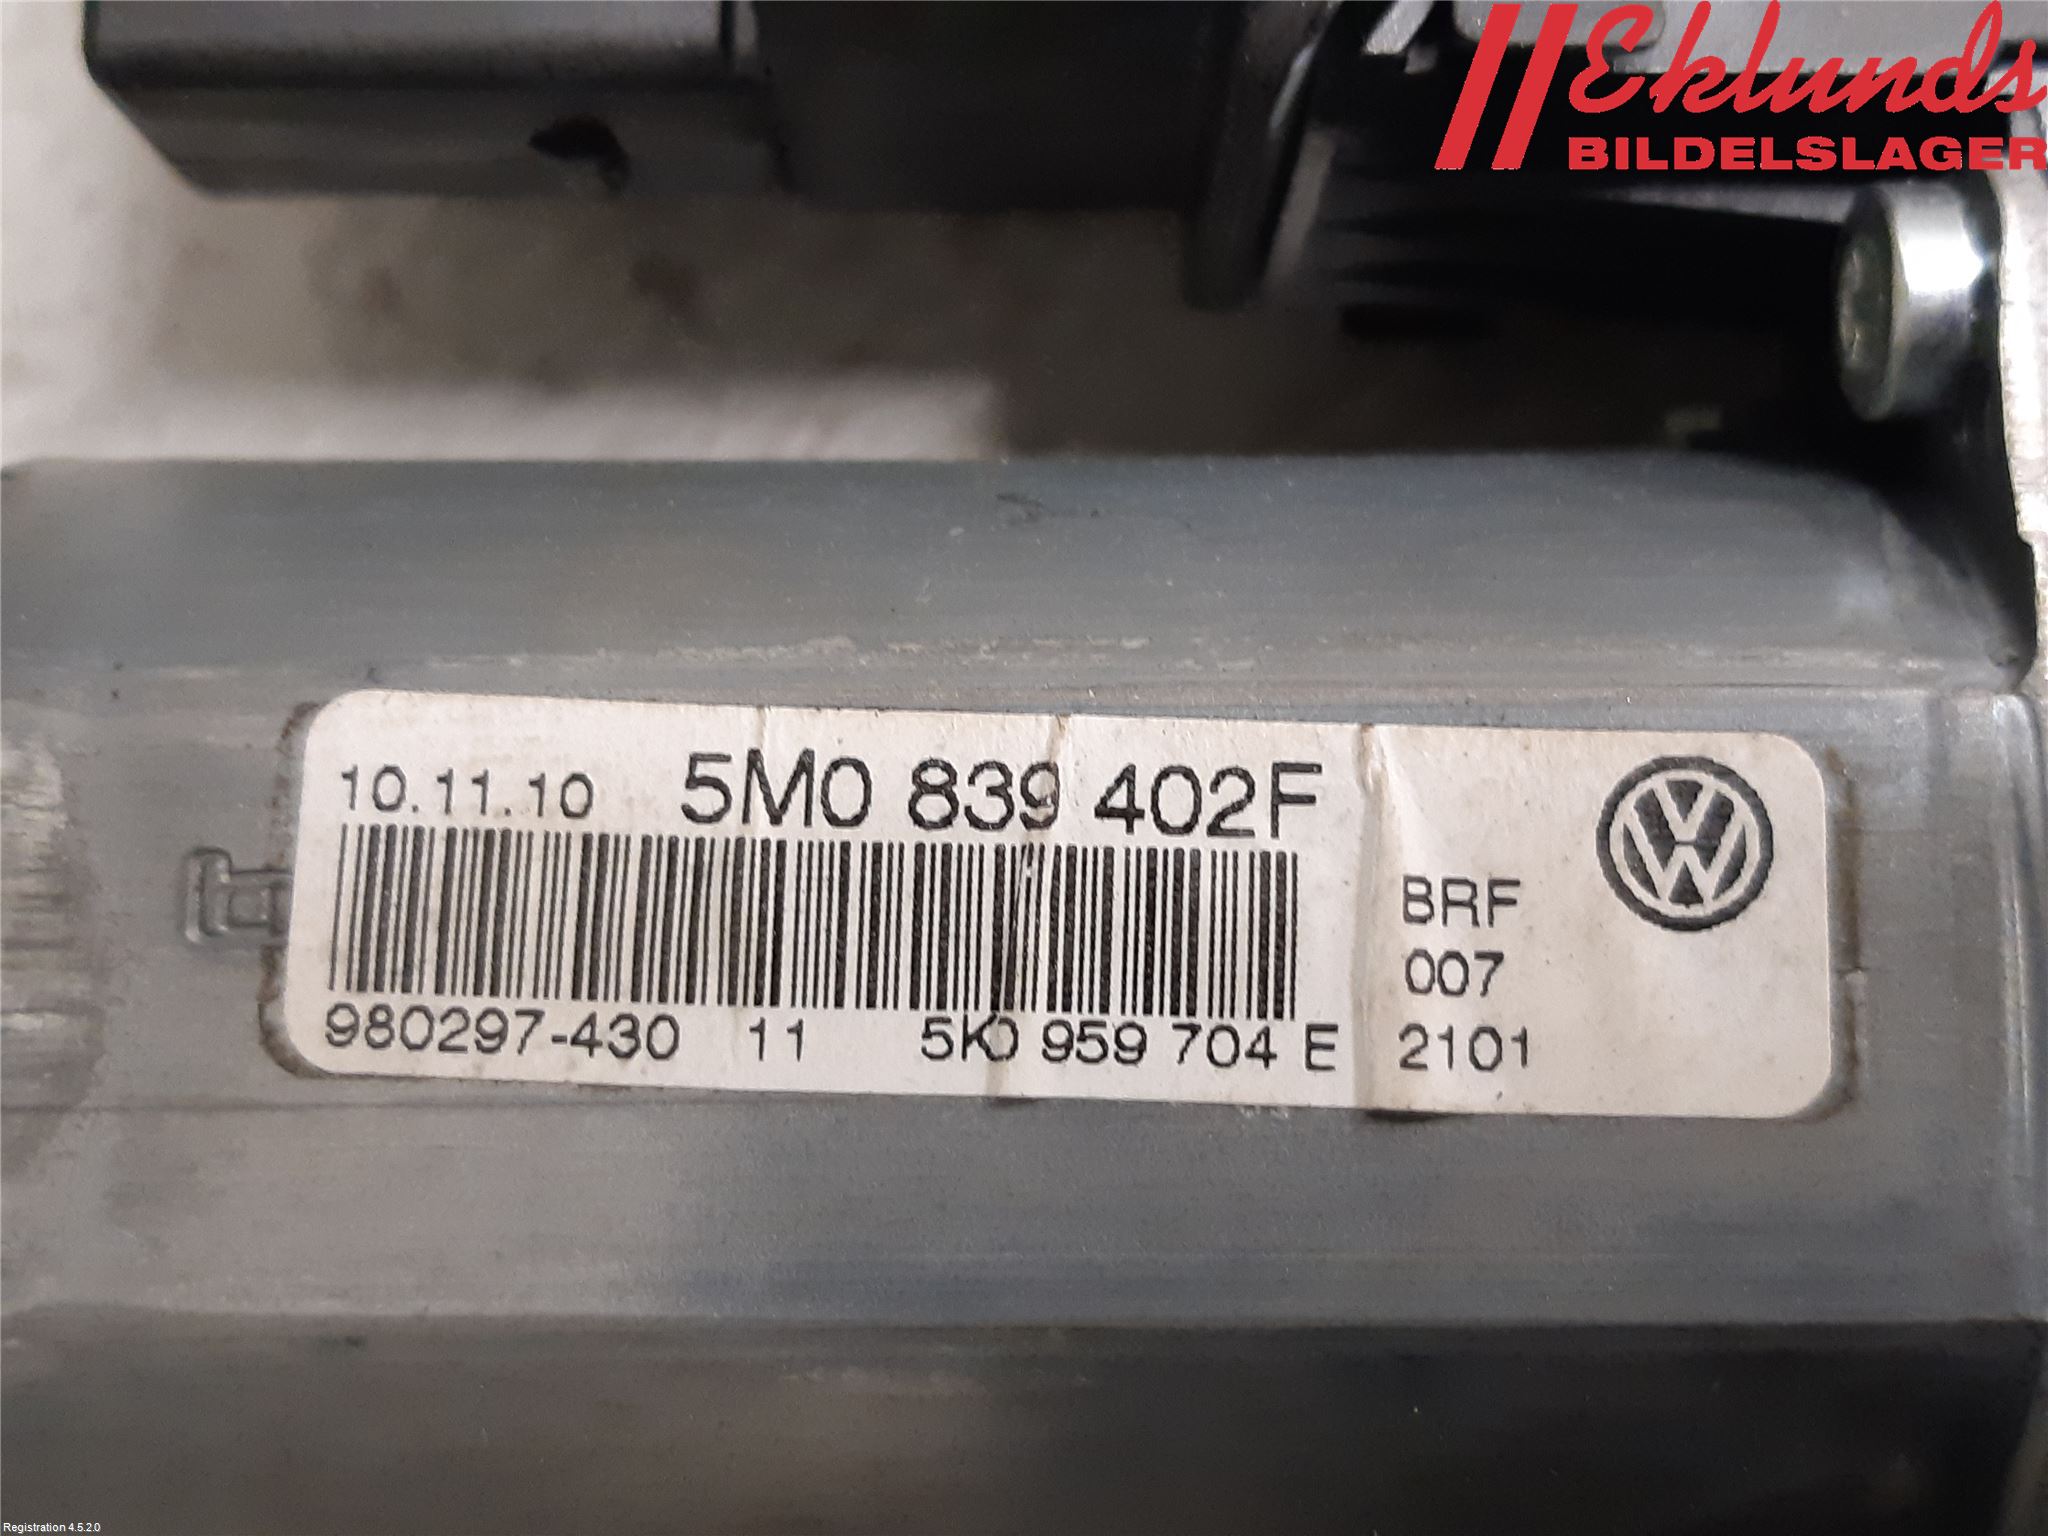 Eklunds
BILDELSLAGER
10.11.10 5M0 839 402F
BRF
007
980297-430 11 5K0 959 704 E 2101
Registration 4.5.2.0